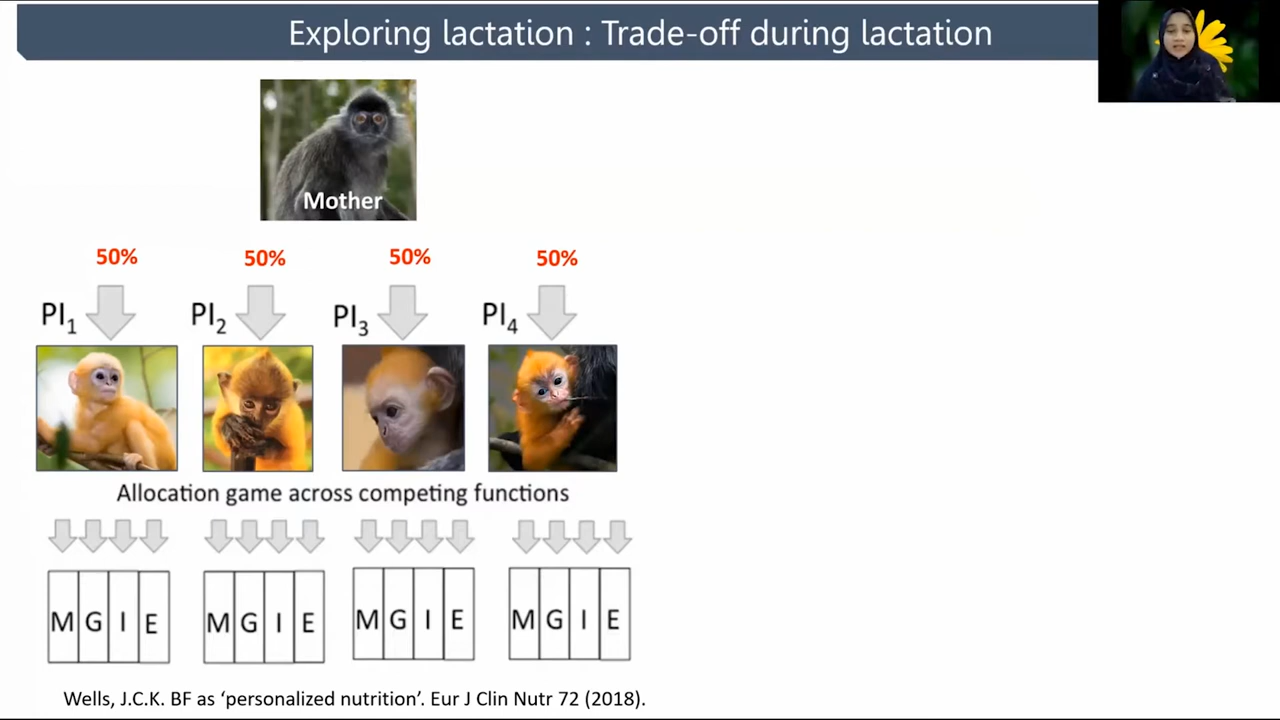 Exploring lactation : Trade-off during lactation
Mother
50% 50% 50% 50%
PI1 PI2 PI3 PI4
Allocation game across competing functions
M G I E M G I E M G I E M G I E
Wells, J.C.K. BF as ‘personalized nutrition’. Eur J Clin Nutr 72 (2018).